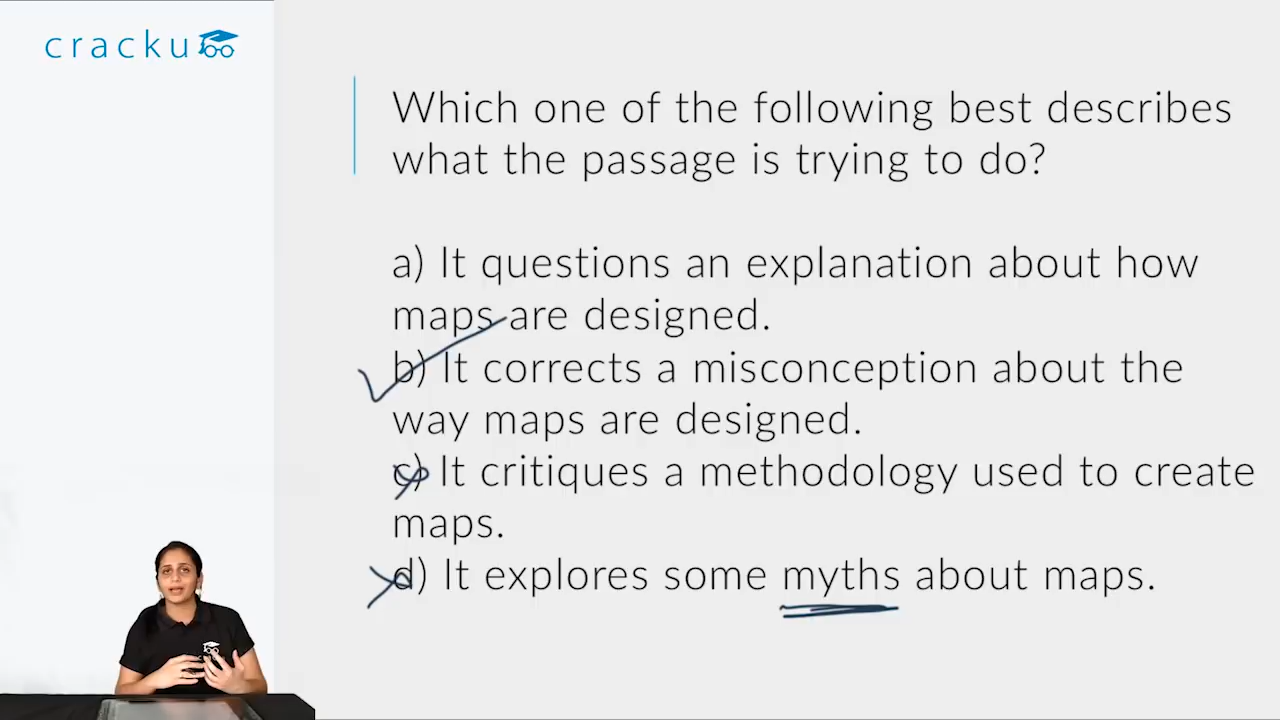 cracku
Which one of the following best describes
what the passage is trying to do?
a) It questions an explanation about how
maps are designed.
b) It corrects a misconception about the
way maps are designed.
c) It critiques a methodology used to create
maps.
d) It explores some myths about maps.